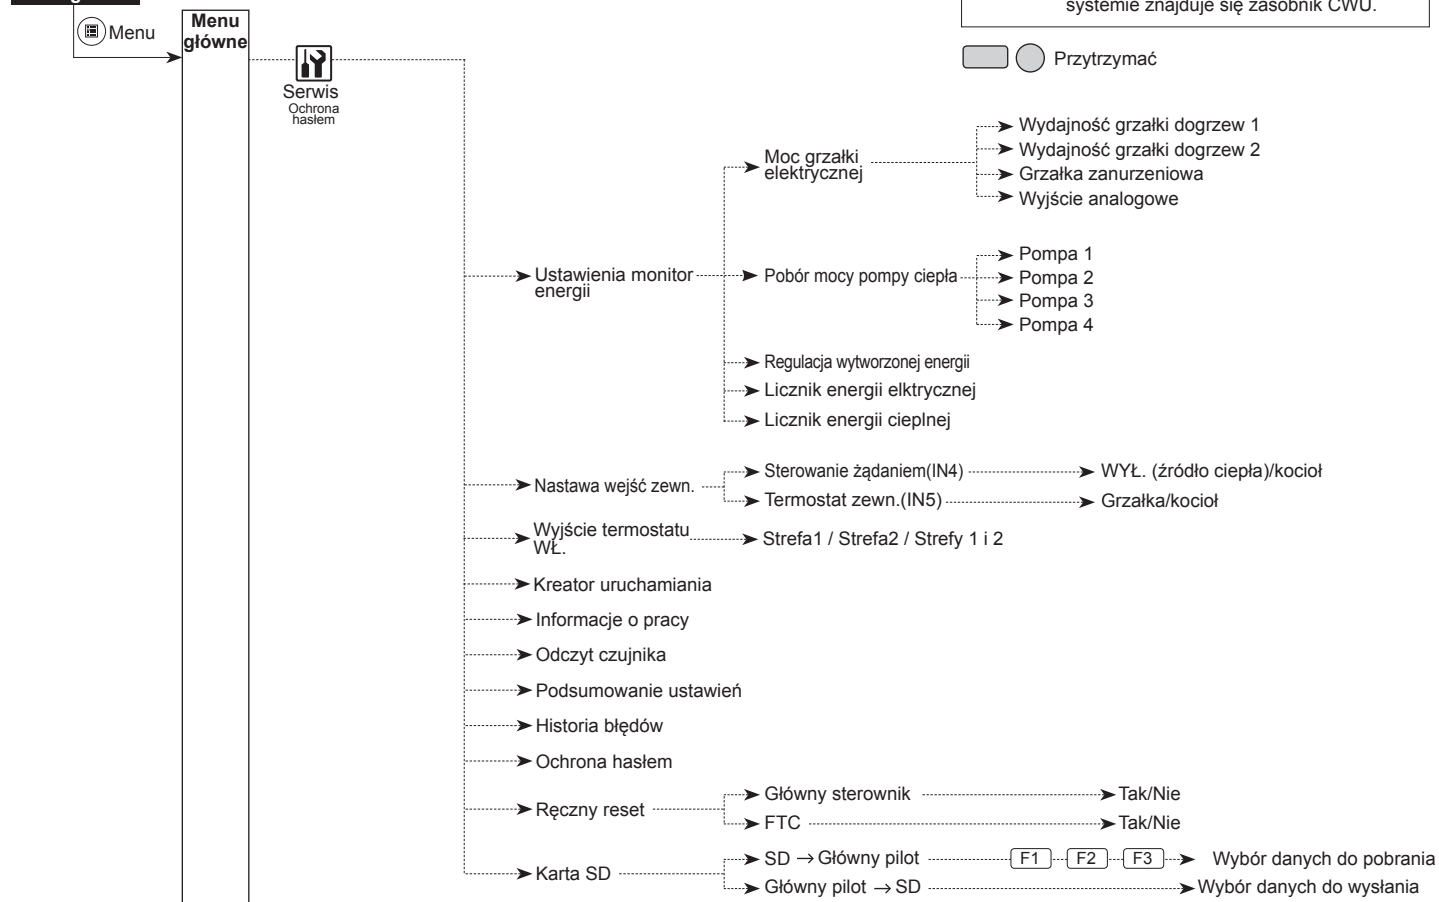 systemie znajduje się zasobnik CWU.
Menu
Menu
główne
Przytrzymać
Serwis
Ochrona
hasłem
Ustawienia monitor
energii
Moc grzałki
elektrycznej
Wydajność grzałki dogrzew 1
Wydajność grzałki dogrzew 2
Grzałka zanurzeniowa
Wyjście analogowe
Pobór mocy pompy ciepła
Pompa 1
Pompa 2
Pompa 3
Pompa 4
Regulacja wytworzonej energii
Licznik energii elktrycznej
Licznik energii cieplnej
Nastawa wejść zewn.
Sterowanie żądaniem(IN4)
WYŁ. (źródło ciepła)/kocioł
Termostat zewn.(IN5)
Grzałka/kocioł
Wyjście termostatu
WŁ.
Strefa1 / Strefa2 / Strefy 1 i 2
Kreator uruchamiania
Informacje o pracy
Odczyt czujnika
Podsumowanie ustawień
Historia błędów
Ochrona hasłem
Ręczny reset
Główny sterownik
Tak/Nie
FTC
Tak/Nie
Karta SD
SD → Główny pilot
F1
F2
F3
Wybór danych do pobrania
Główny pilot → SD
Wybór danych do wysłania